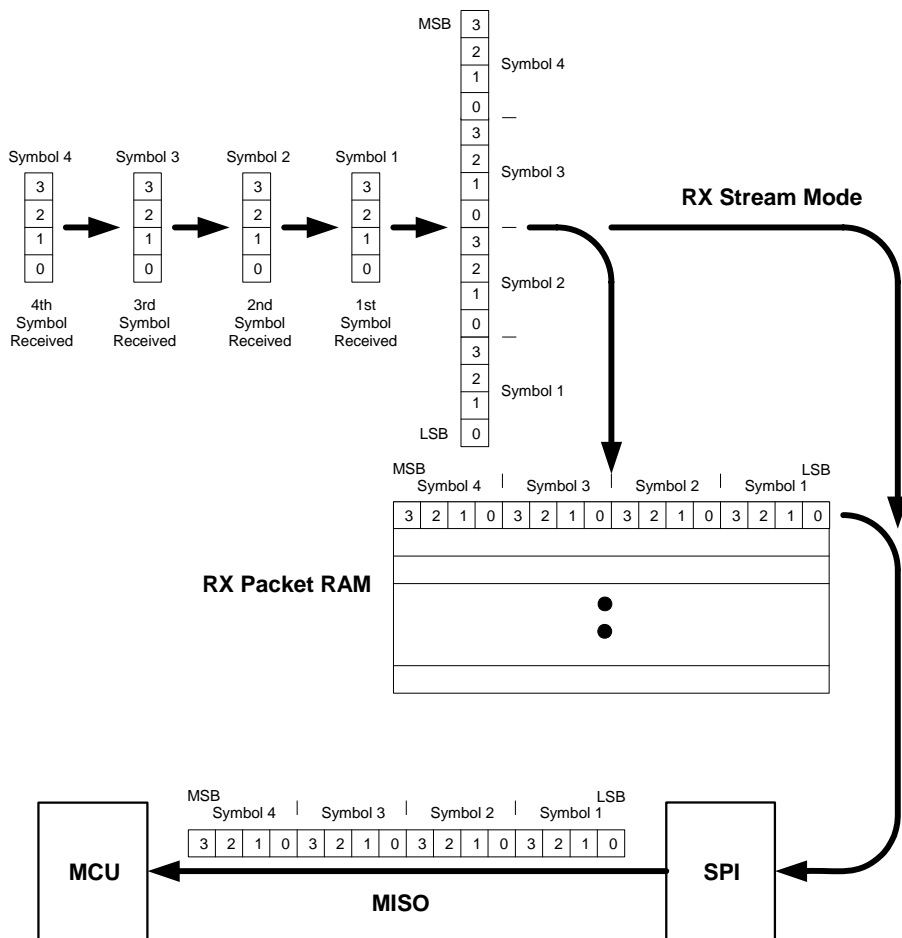 MSB
3
2
1
0
Symbol 4
3
2
1
0
Symbol 3
3
2
1
0
Symbol 2
3
2
1
0
Symbol 1
LSB
Symbol 4
3
2
1
0
4th
Symbol
Received
Symbol 3
3
2
1
0
3rd
Symbol
Received
Symbol 2
3
2
1
0
2nd
Symbol
Received
Symbol 1
3
2
1
0
1st
Symbol
Received
RX Stream Mode
MSB LSB
Symbol 4 Symbol 3 Symbol 2 Symbol 1
3 2 1 0 3 2 1 0 3 2 1 0 3 2 1 0
RX Packet RAM
MSB LSB
Symbol 4 Symbol 3 Symbol 2 Symbol 1
3 2 1 0 3 2 1 0 3 2 1 0 3 2 1 0
MCU
MISO
SPI